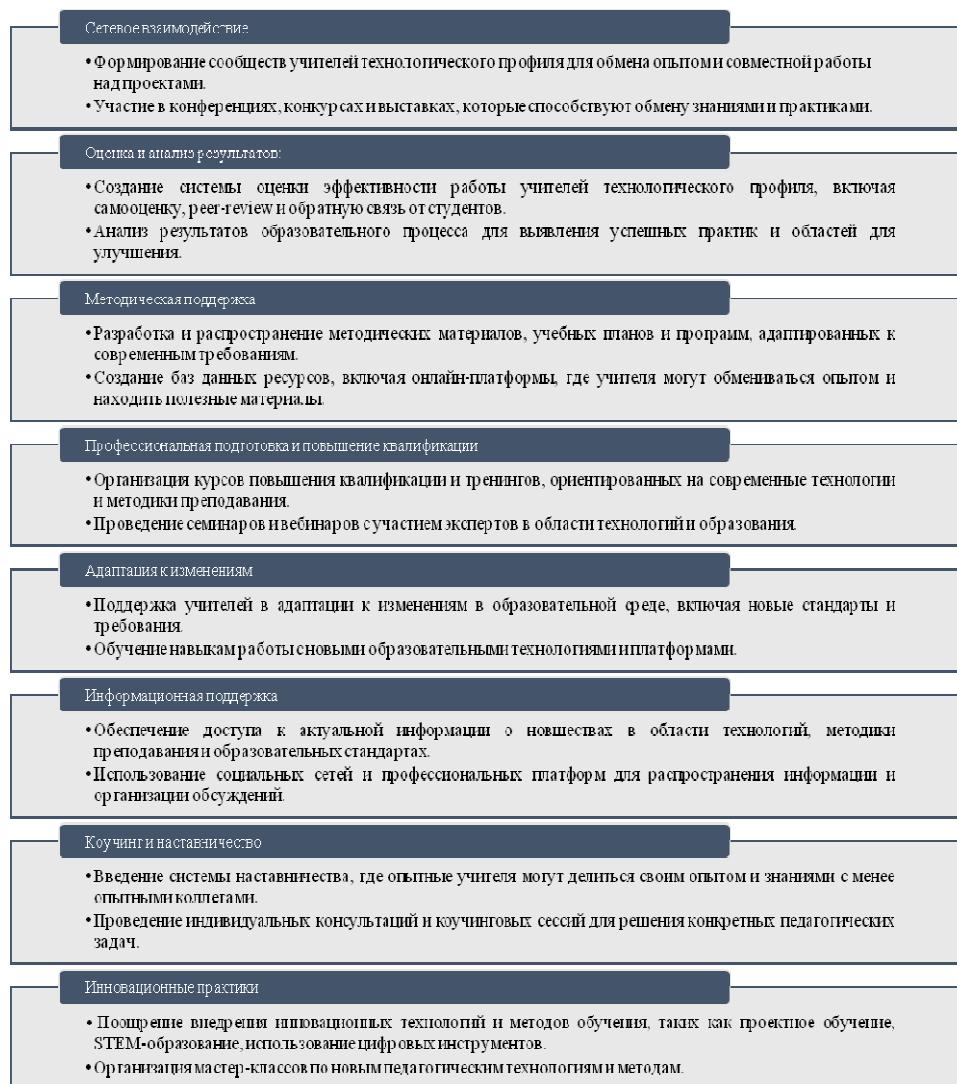 Сетевое взаимодействие
• Формирование сообществ учителей технологического профиля для обмена опытом и совместной работы
над проектами.
• Участие в конференциях, конкурсах и выставках, которые способствуют обмену знаниями и практиками.
Оценка и анализ результатов:
• Создание системы оценки эффективности работы учителей технологического профиля, включая
самооценку, peer-review и обратную связь от студентов.
• Анализ результатов образовательного процесса для выявления успешных практик и областей для
улучшения.
Методическая поддержка
• Разработка и распространение методических материалов, учебных планов и программ, адаптированных к
современным требованиям.
• Создание баз данных ресурсов, включая онлайн-платформы, где учителя могут обмениваться опытом и
находить полезные материалы.
Профессиональная подготовка и повышение квалификации
• Организация курсов повышения квалификации и тренингов, ориентированных на современные технологии
и методики преподавания.
• Проведение семинаров и вебинаров с участием экспертов в области технологий и образования.
Адаптация к изменениям
• Поддержка учителей в адаптации к изменениям в образовательной среде, включая новые стандарты и
требования.
• Обучение навыкам работы с новыми образовательными технологиями и платформами.
Информационная поддержка
• Обеспечение доступа к актуальной информации о новшествах в области технологий, методики
преподавания и образовательных стандартах.
• Использование социальных сетей и профессиональных платформ для распространения информации и
организации обсуждений.
Коучинг и наставничество
• Введение системы наставничества, где опытные учителя могут делиться своим опытом и знаниями с менее
опытными коллегами.
• Проведение индивидуальных консультаций и коучинговых сессий для решения конкретных педагогических
задач.
Инновационные практики
• Поощрение внедрения инновационных технологий и методов обучения, таких как проектное обучение,
STEM-образование, использование цифровых инструментов.
• Организация мастер-классов по новым педагогическим технологиям и методам.